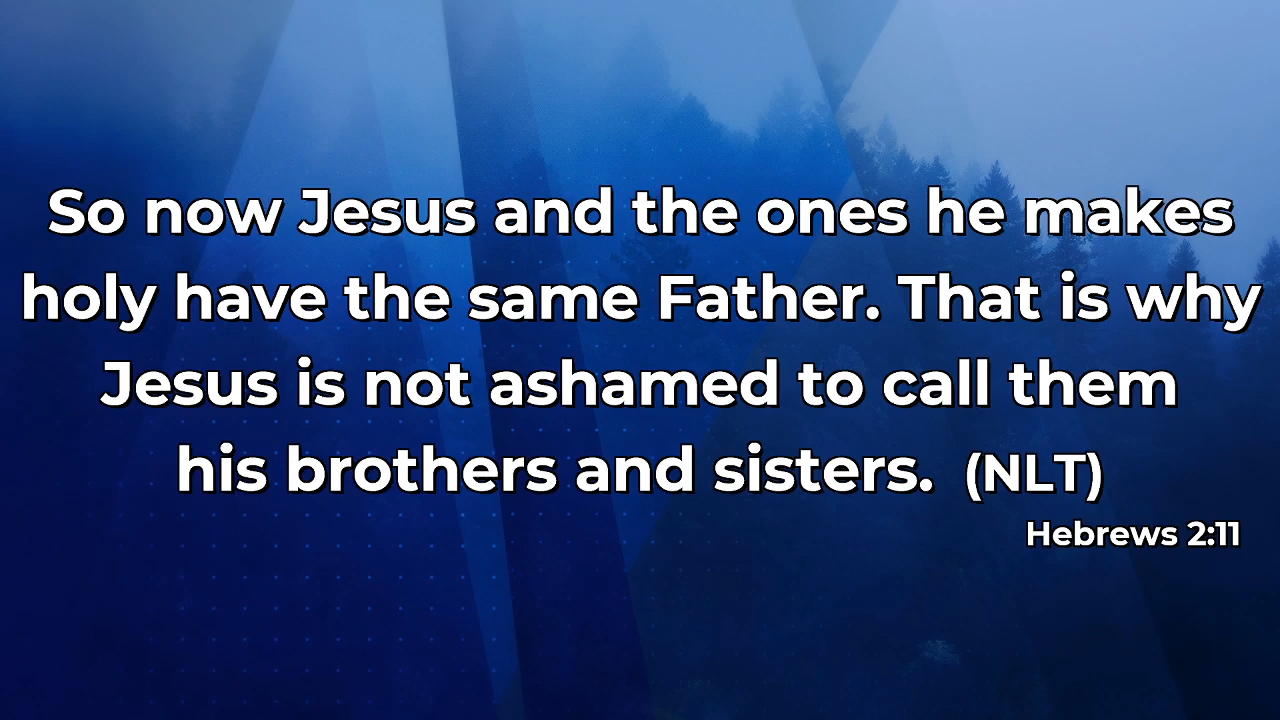 So now Jesus and the ones he makes
holy have the same Father. That is why
Jesus is not ashamed to call them
his brothers and sisters. (NLT)
Hebrews 2:11